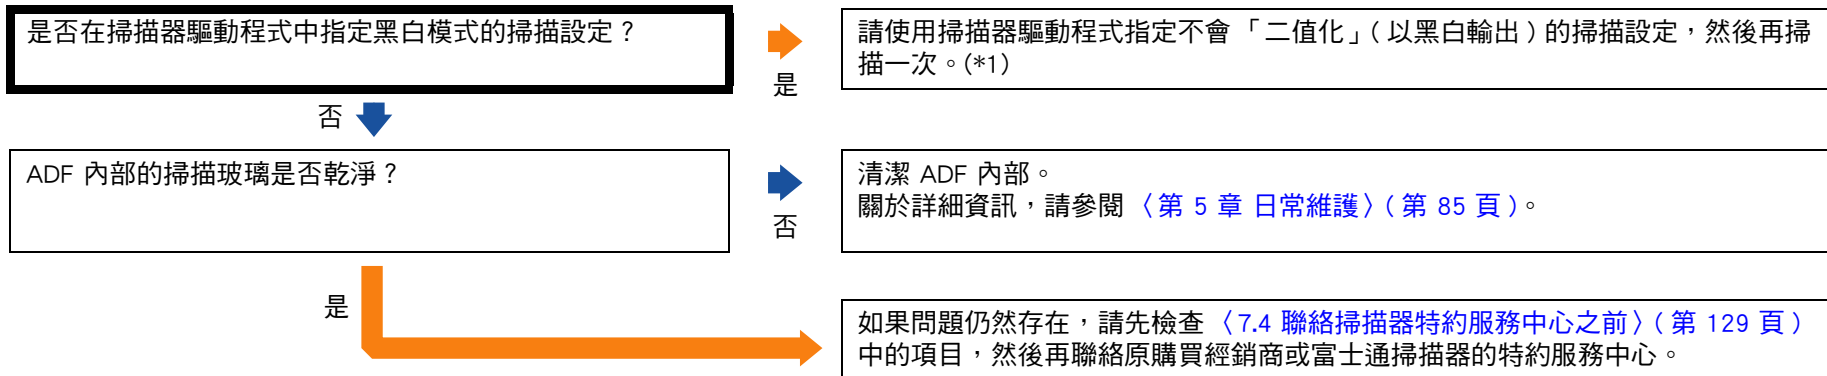 是否在掃描器驅動程式中指定黑白模式的掃描設定？
是
請使用掃描器驅動程式指定不會「二值化」( 以黑白輸出 ) 的掃描設定，然後再掃
描一次。(*1)
否
ADF 內部的掃描玻璃是否乾淨？
否
清潔 ADF 內部。
關於詳細資訊，請參閱 〈第 5 章 日常維護〉( 第 85 頁 )。
是
如果問題仍然存在，請先檢查 〈7.4 聯絡掃描器特約服務中心之前〉( 第 129 頁 )
中的項目，然後再聯絡原購買經銷商或富士通掃描器的特約服務中心。